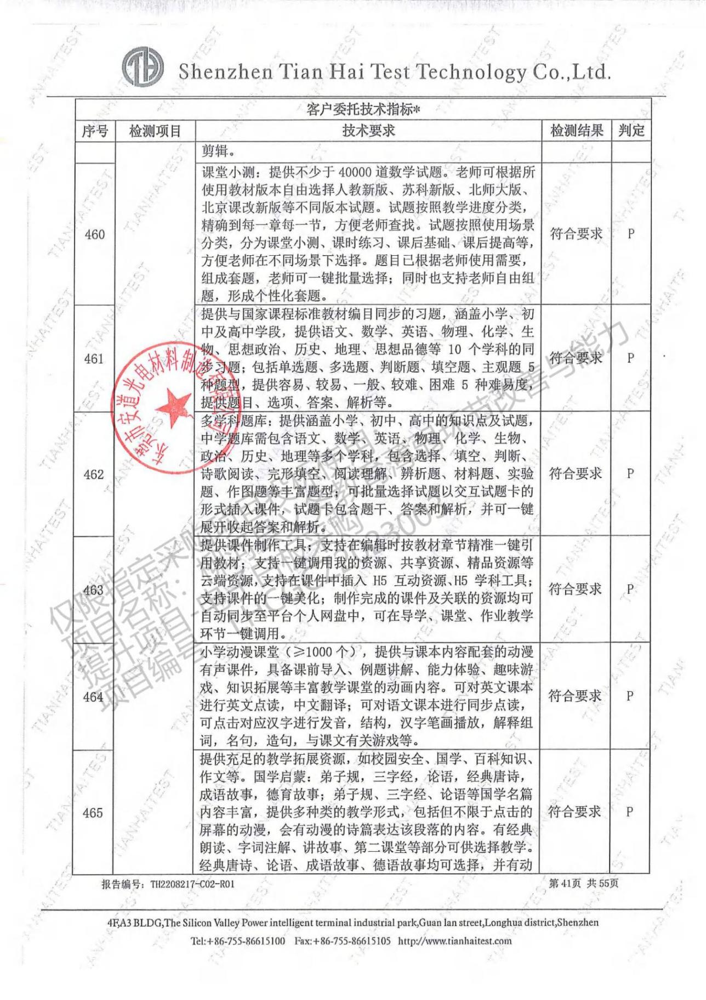 TH Shenzhen Tian Hai Test Technology Co.,Ltd.
客户委托技术指标*
序号 检测项目 技术要求 检测结果 判定
剪辑。
课堂小测：提供不少于 40000 道数学试题。老师可根据所
使用教材版本自由选择人教新版、苏科新版、北师大版、
北京课改新版等不同版本试题。试题按照教学进度分类，
精确到每一章每一节，方便老师查找。试题按照使用场景
460 符合要求 P
分类，分为课堂小测、课时练习、课后基础、课后提高等，
方便老师在不同场景下选择。题目已根据老师使用需要，
组成套题，老师可一键批量选择；同时也支持老师自由组
题，形成个性化套题。
提供与国家课程标准教材编目同步的习题，涵盖小学、初
中及高中学段，提供语文、数学、英语、物理、化学、生
物、思想政治、历史、地理、思想品德等 10 个学科的同
461 符合要求 P
步习题；包括单选题、多选题、判断题、填空题、主观题 5
种题型，提供容易、较易、一般、较难、困难 5 种难易度，
提供题目、选项、答案、解析等。
多学科题库：提供涵盖小学、初中、高中的知识点及试题，
中学题库需包含语文、数学、英语、物理、化学、生物、
政治、历史、地理等多个学科，包含选择、填空、判断、
462 符合要求 P
诗歌阅读、完形填空、阅读理解、辨析题、材料题、实验
题、作图题等丰富题型；可批量选择试题以交互试题卡的
形式插入课件，试题卡包含题干、答案和解析，并可一键
展开收起答案和解析。
提供课件制作工具；支持在编辑时按教材章节精准一键引
用教材；支持一键调用我的资源、共享资源、精品资源等
云端资源,支持在课件中插入 H5 互动资源、H5 学科工具；
463 符合要求 P
支持课件的一键美化；制作完成的课件及关联的资源均可
自动同步至平台个人网盘中，可在导学、课堂、作业教学
环节一键调用。
小学动漫课堂（≥1000 个），提供与课本内容配套的动漫
有声课件，具备课前导入、例题讲解、能力体验、趣味游
戏、知识拓展等丰富教学课堂的动画内容。可对英文课本
464 符合要求 P
进行英文点读，中文翻译；可对语文课本进行同步点读，
可点击对应汉字进行发音，结构，汉字笔画播放，解释组
词，名句，造句，与课文有关游戏等。
提供充足的教学拓展资源，如校园安全、国学、百科知识、
作文等。国学启蒙：弟子规，三字经，论语，经典唐诗，
成语故事，德育故事；弟子规、三字经、论语等国学名篇
465 符合要求 P
内容丰富，提供多种类的教学形式，包括但不限于点击的
屏幕的动漫，会有动漫的诗篇表达该段落的内容。有经典
朗读、字词注解、讲故事、第二课堂等部分可供选择教学。
经典唐诗、论语、成语故事、德语故事均可选择，并有动
东莞市安道光电材料制造有限公司
报告编号：TH2208217-C02-R01 第 41页 共 55页
4F,A3 BLDG,The Silicon Valley Power intelligent terminal industrial park,Guan lan street,Longhua district,Shenzhen
Tel:+86-755-86615100 Fax:+86-755-86615105 http://www.tianhaitest.com